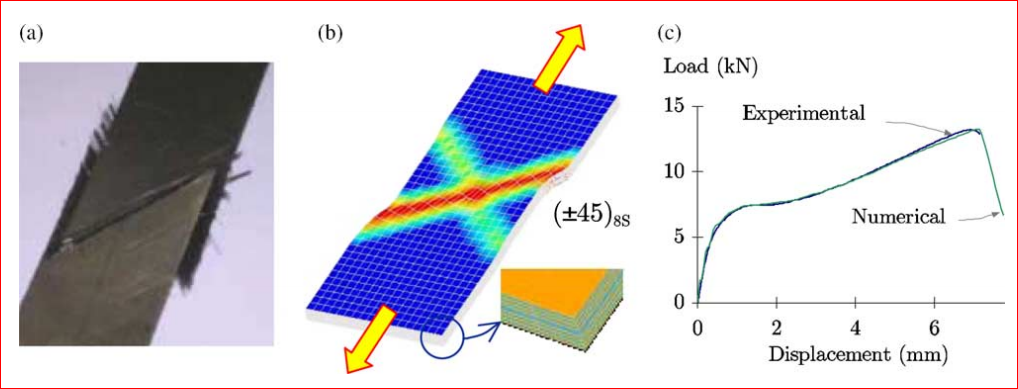 (a)
(b)
(c)
Load (kN)
15
Experimental
10
(±45)8S
Numerical
5
0
0
2
4
6
Displacement (mm)